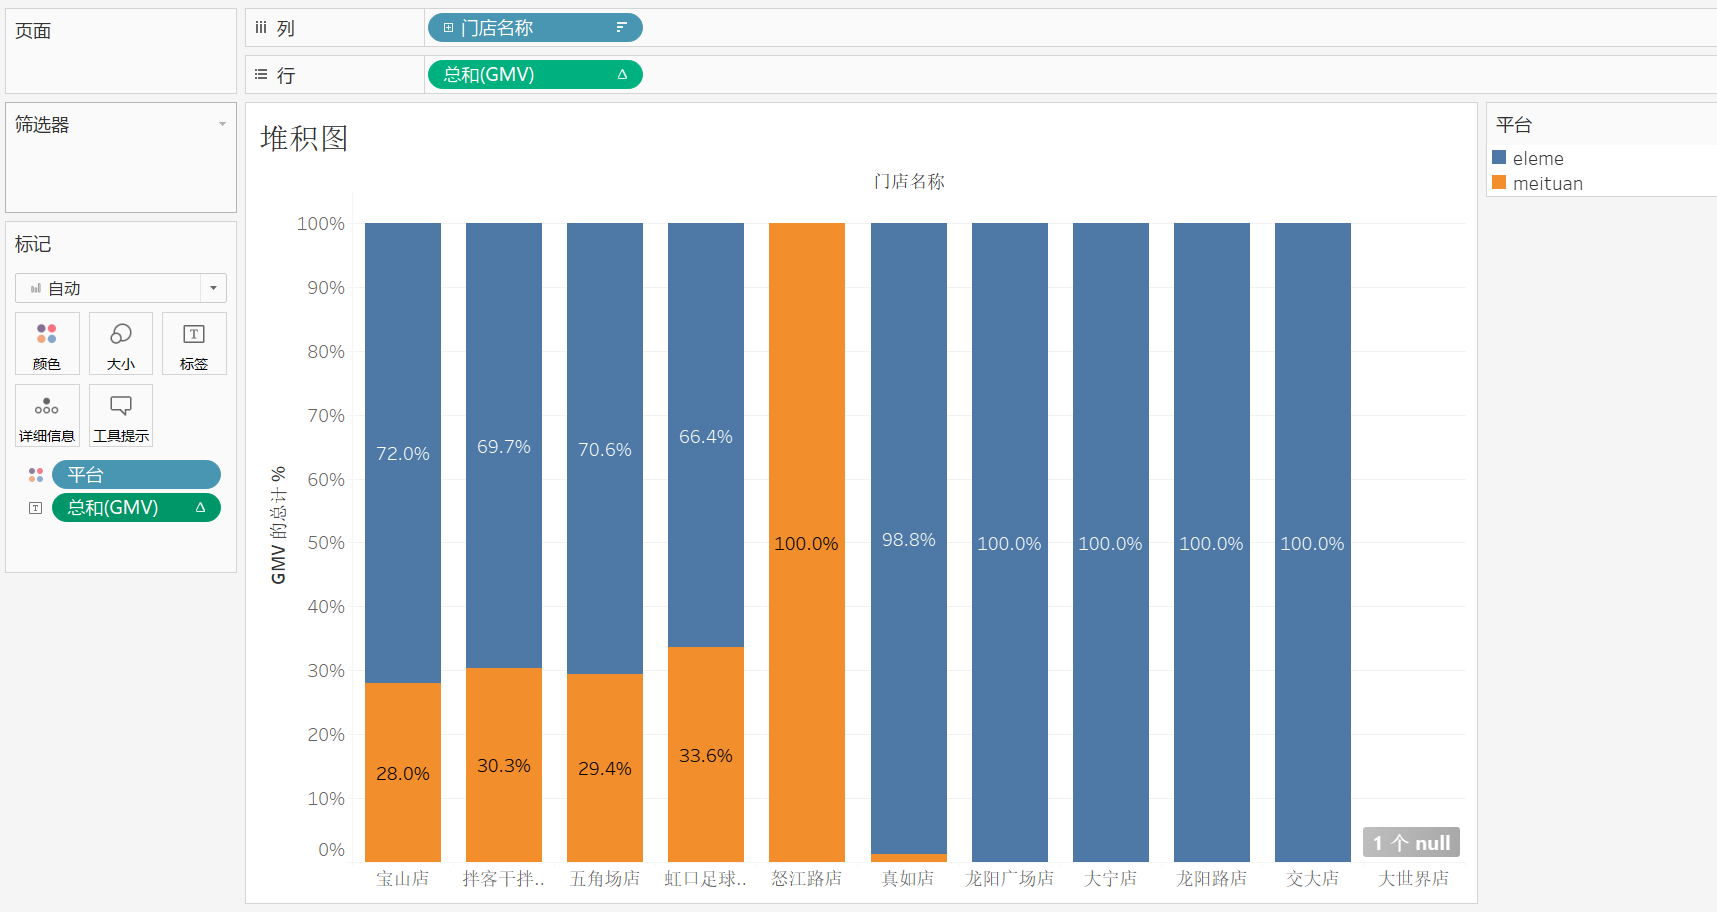 页面
列
门店名称
行
总和(GMV)
筛选器
标记
自动
颜色
大小
标签
详细信息
工具提示
平台
总和(GMV)
堆积图
门店名称
GMV 的总计 %
100%
90%
80%
70%
60%
50%
40%
30%
20%
10%
0%
72.0%
69.7%
70.6%
66.4%
100.0%
98.8%
100.0%
100.0%
100.0%
100.0%
28.0%
30.3%
29.4%
33.6%
1 个 null
宝山店
拌客干拌..
五角场店
虹口足球..
怒江路店
真如店
龙阳广场店
大宁店
龙阳路店
交大店
大世界店
平台
eleme
meituan